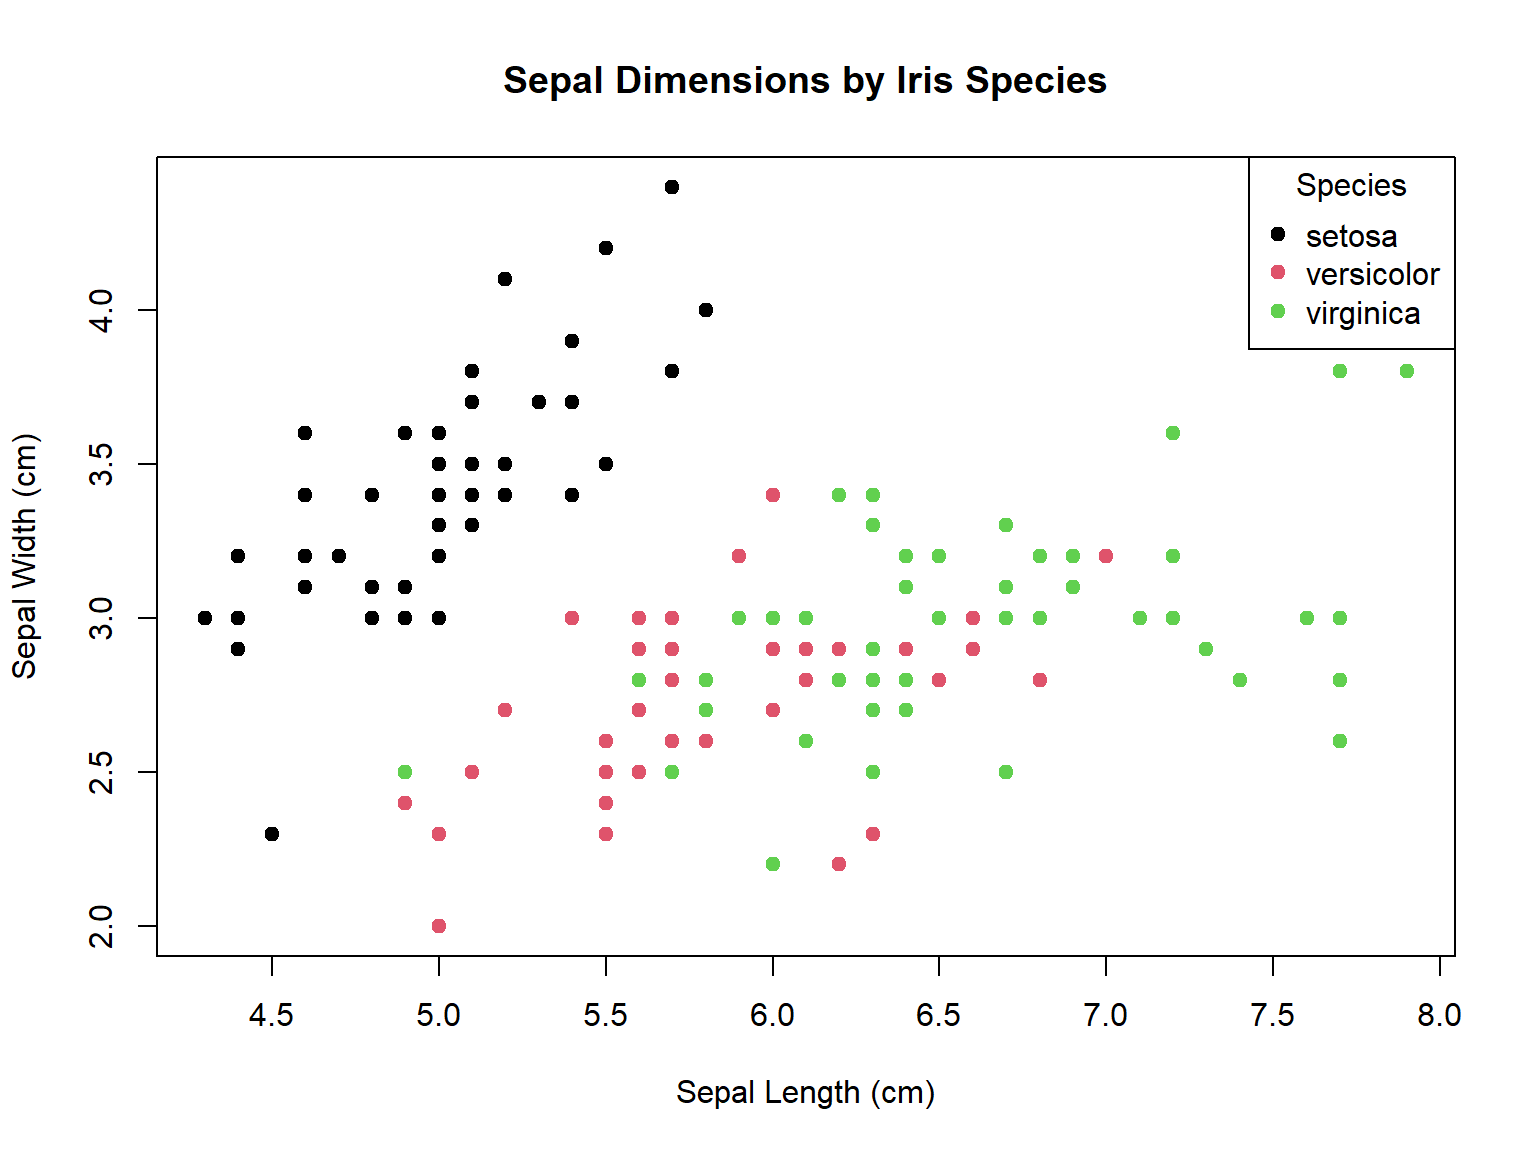 Sepal Dimensions by Iris Species
Species
setosa
versicolor
virginica
Sepal Width (cm)
4.0
3.5
3.0
2.5
2.0
4.5 5.0 5.5 6.0 6.5 7.0 7.5 8.0
Sepal Length (cm)